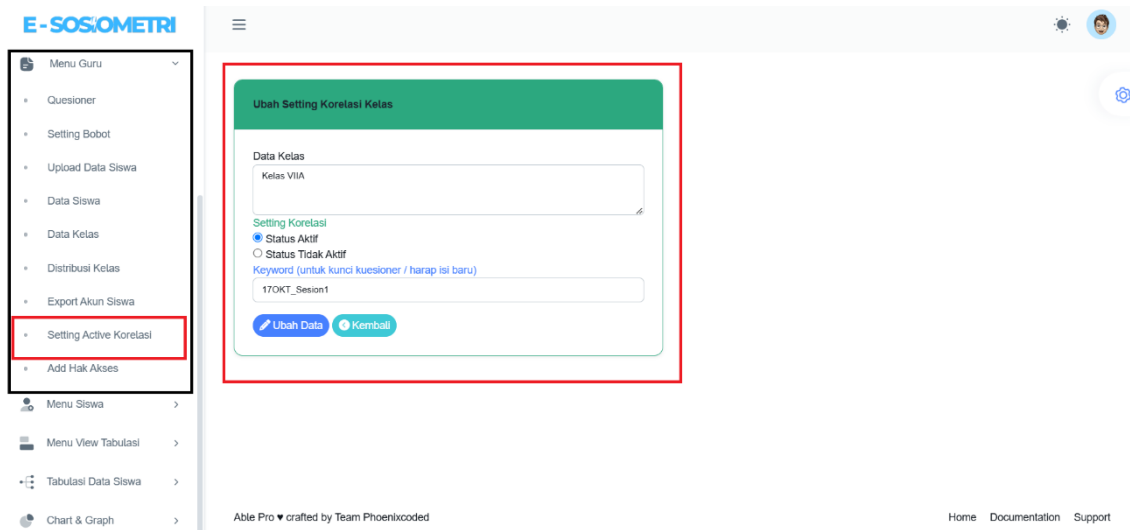 E-SOSIOMETRI
Menu Guru
Quesioner
Setting Bobot
Upload Data Siswa
Data Siswa
Data Kelas
Distribusi Kelas
Export Akun Siswa
Setting Active Korelasi
Add Hak Akses
Menu Siswa
Menu View Tabulasi
Tabulasi Data Siswa
Chart & Graph
Ubah Setting Korelasi Kelas
Data Kelas
Kelas VIIA
Setting Korelasi
Status Aktif
Status Tidak Aktif
Keyword (untuk kunci kuesioner / harap isi baru)
17OKT_Sesion1
Ubah Data
Kembali
Able Pro ♥ crafted by Team Phoenixcoded
Home Documentation Support